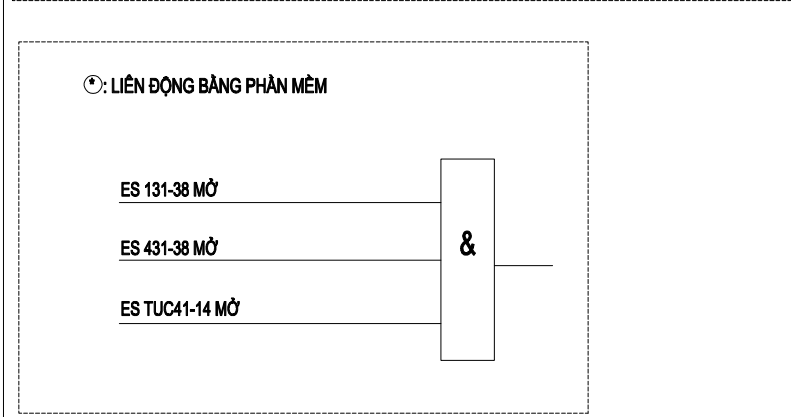 (*): LIÊN ĐỘNG BẰNG PHẦN MỀM
ES 131-38 MỞ
ES 431-38 MỞ
&
ES TUC41-14 MỞ